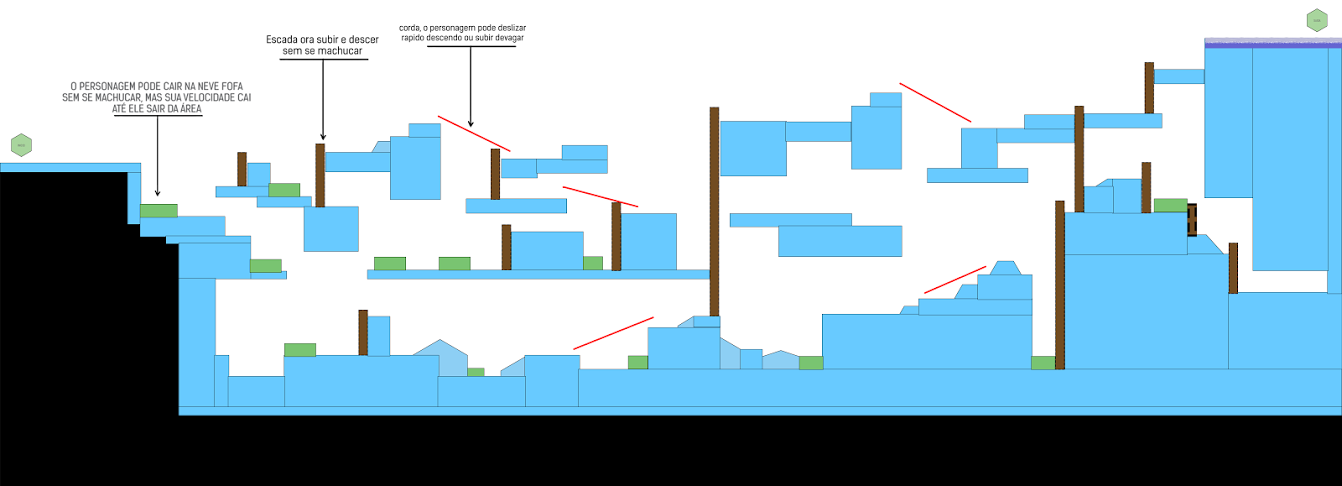 Escada ora subir e descer
sem se machucar
corda, o personagem pode deslizar
rapido descendo ou subir devagar
O PERSONAGEM PODE CAIR NA NEVE FOFA
SEM SE MACHUCAR, MAS SUA VELOCIDADE CAI
ATÉ ELE SAIR DA ÁREA